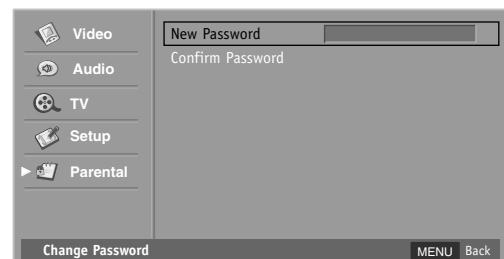 Video
Audio
TV
Setup
Parental
New Password
Confirm Password
Change Password
MENU Back